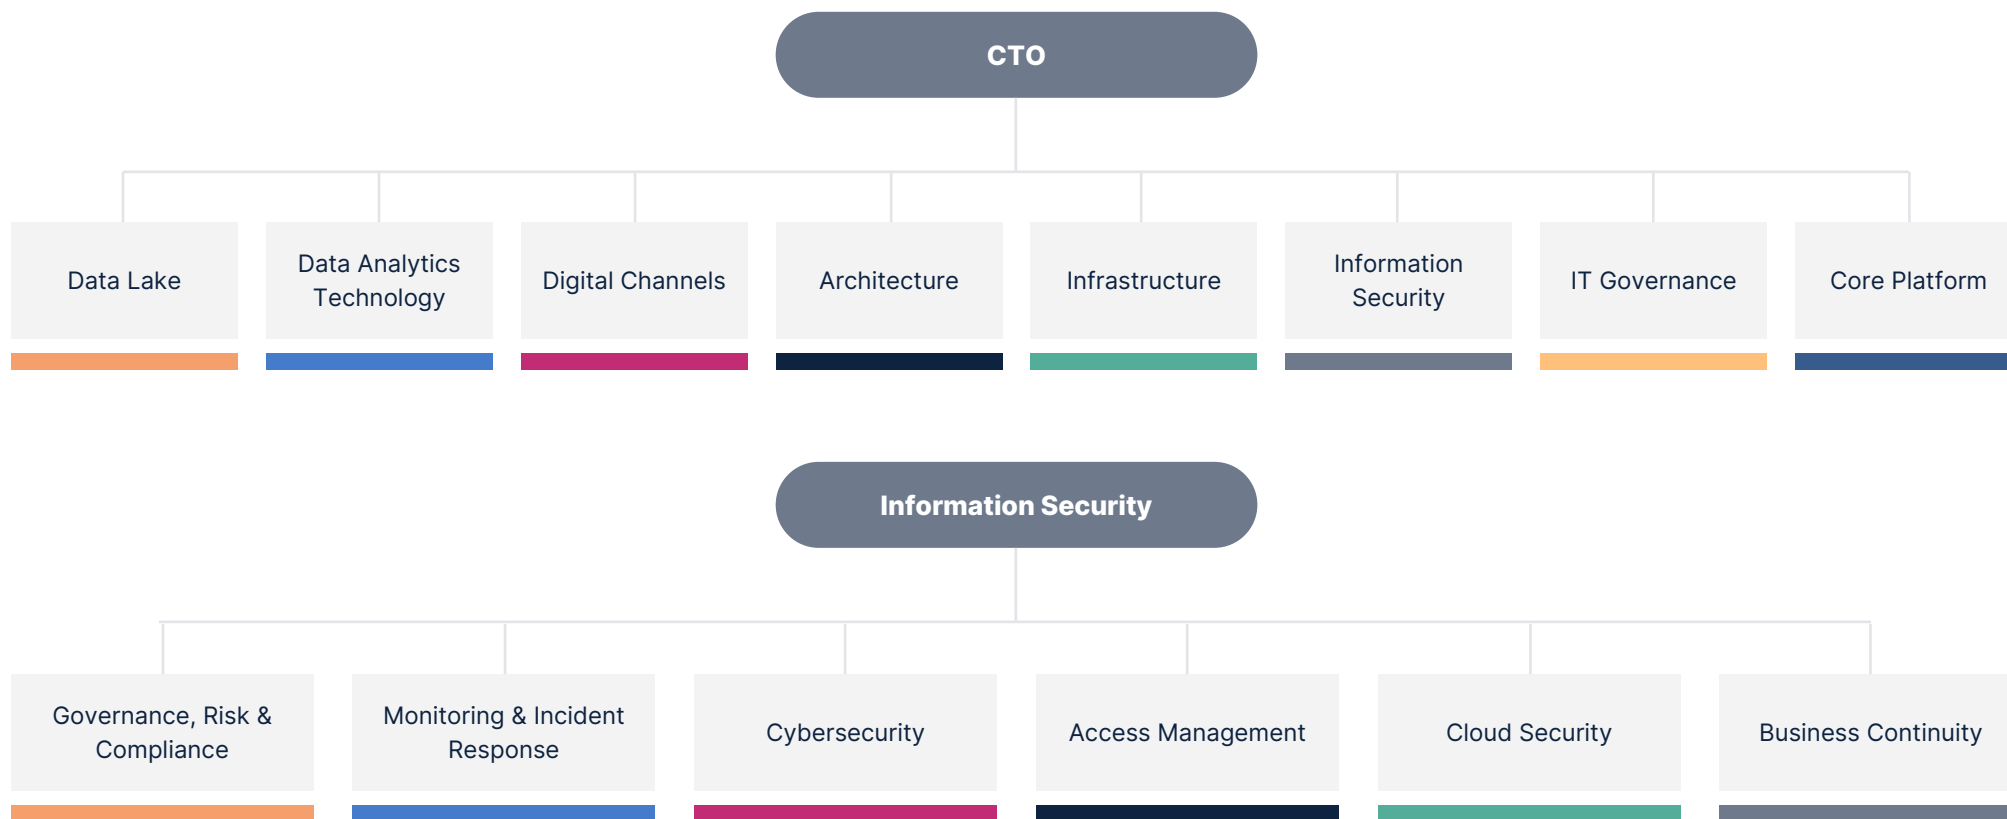 CTO
Data Lake
Data Analytics
Technology
Digital Channels
Architecture
Infrastructure
Information
Security
IT Governance
Core Platform
Information Security
Governance, Risk &
Compliance
Monitoring & Incident
Response
Cybersecurity
Access Management
Cloud Security
Business Continuity